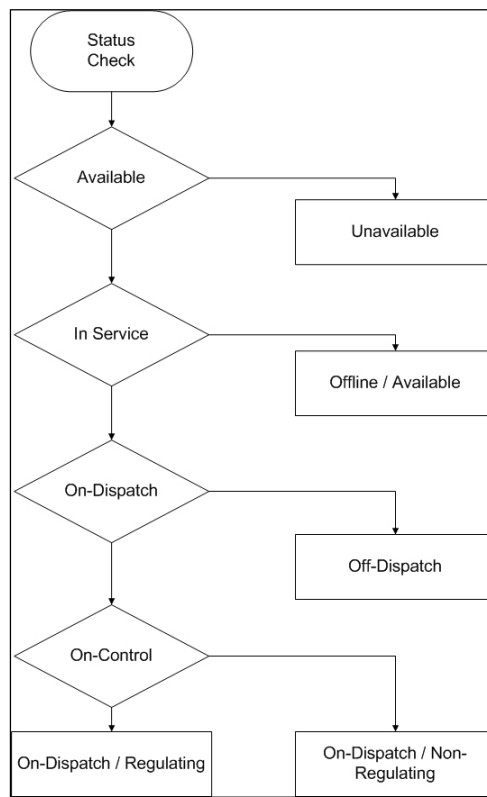 Status
Check
Available
Unavailable
In Service
Offline / Available
On-Dispatch
Off-Dispatch
On-Control
On-Dispatch / Regulating
On-Dispatch / Non-
Regulating